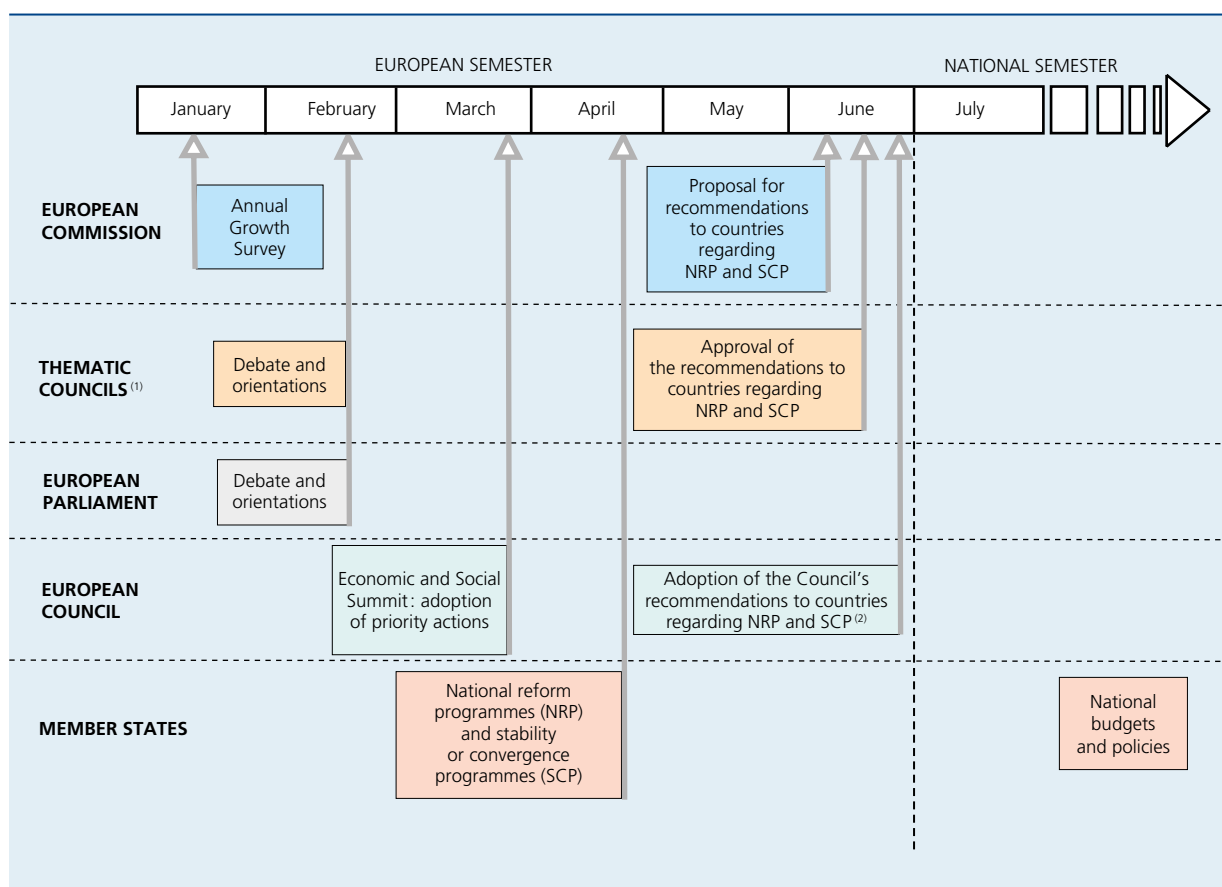 EUROPEAN SEMESTER
NATIONAL SEMESTER
January
February
March
April
May
June
July
EUROPEAN
COMMISSION
Annual
Growth
Survey
Proposal for
recommendations
to countries
regarding
NRP and SCP
THEMATIC
COUNCILS (1)
Debate and
orientations
Approval of
the recommendations to
countries regarding
NRP and SCP
EUROPEAN
PARLIAMENT
Debate and
orientations
EUROPEAN
COUNCIL
Economic and Social
Summit : adoption
of priority actions
Adoption of the Council’s
recommendations to countries
regarding NRP and SCP (2)
MEMBER STATES
National reform
programmes (NRP)
and stability
or convergence
programmes (SCP)
National
budgets
and policies